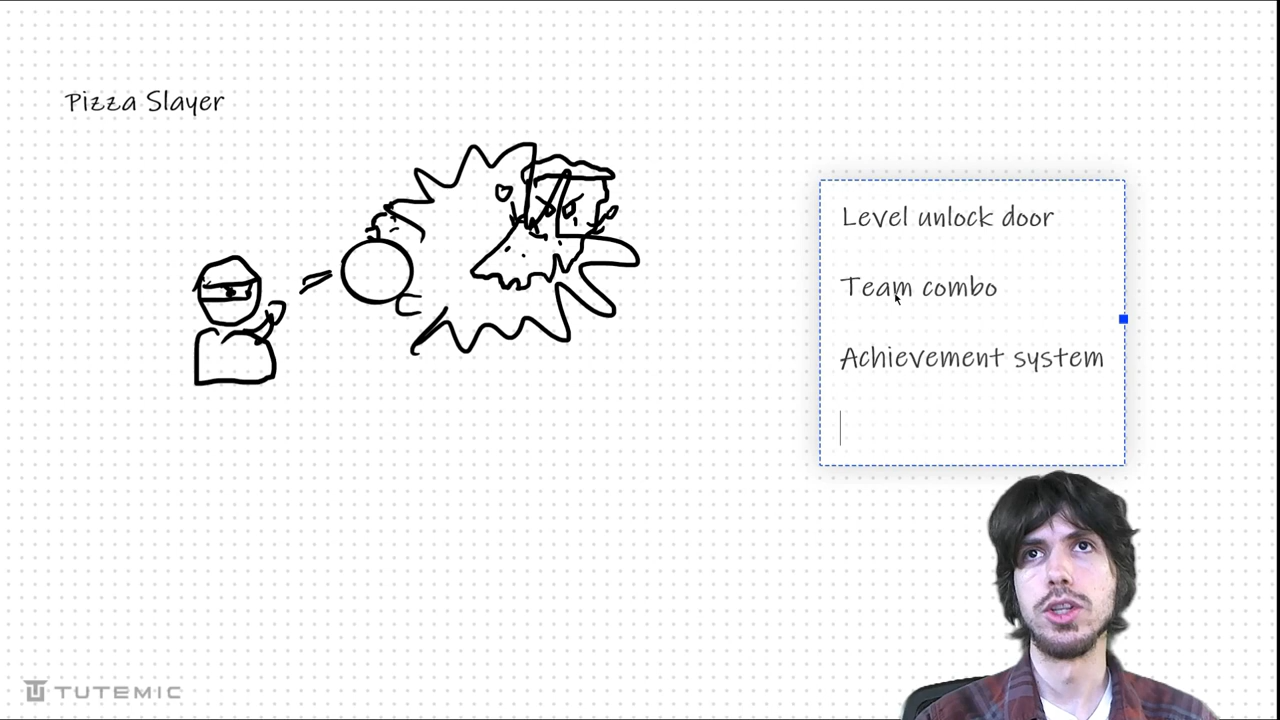 Pizza Slayer
Level unlock door
Team combo
Achievement system
TUTEMIC